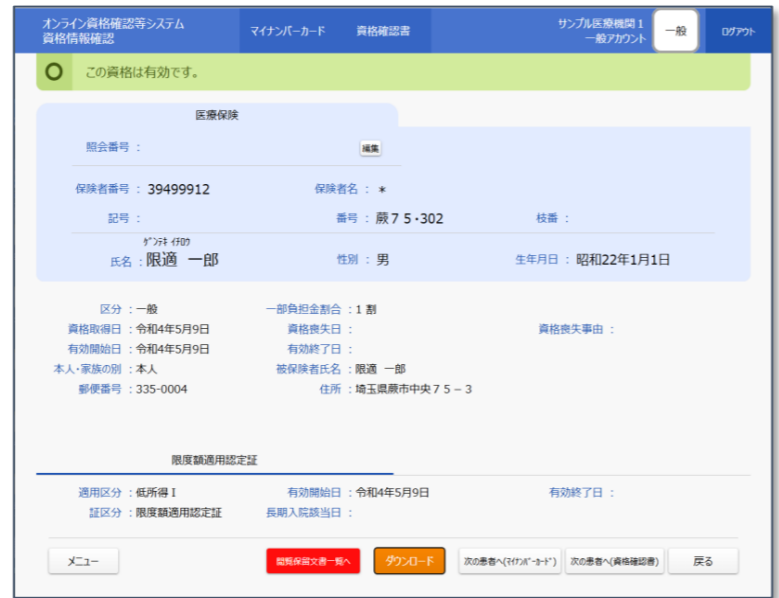 オンライン資格確認等システム
資格情報確認
マイナンバーカード 資格確認書
サンプル医療機関1
一般アカウント
一般
ログアウト
この資格は有効です。
医療保険
照会番号 : 編集
保険者番号 : 39499912 保険者名 : *
記号 : 番号 : 蕨75・302 枝番 :
ゲンテキ イチロウ
氏名 : 限適 一郎 性別 : 男 生年月日 : 昭和22年1月1日
区分 : 一般 一部負担金割合 : 1 割
資格取得日 : 令和4年5月9日 資格喪失日 : 資格喪失事由 :
有効開始日 : 令和4年5月9日 有効終了日 :
本人・家族の別 : 本人 被保険者氏名 : 限適 一郎
郵便番号 : 335-0004 住所 : 埼玉県蕨市中央75-3
限度額適用認定証
適用区分 : 低所得Ⅰ 有効開始日 : 令和4年5月9日 有効終了日 :
証区分 : 限度額適用認定証 長期入院該当日 :
メニュー 閲覧保留文書一覧へ ダウンロード 次の患者へ(マイナンバーカード) 次の患者へ(資格確認書) 戻る